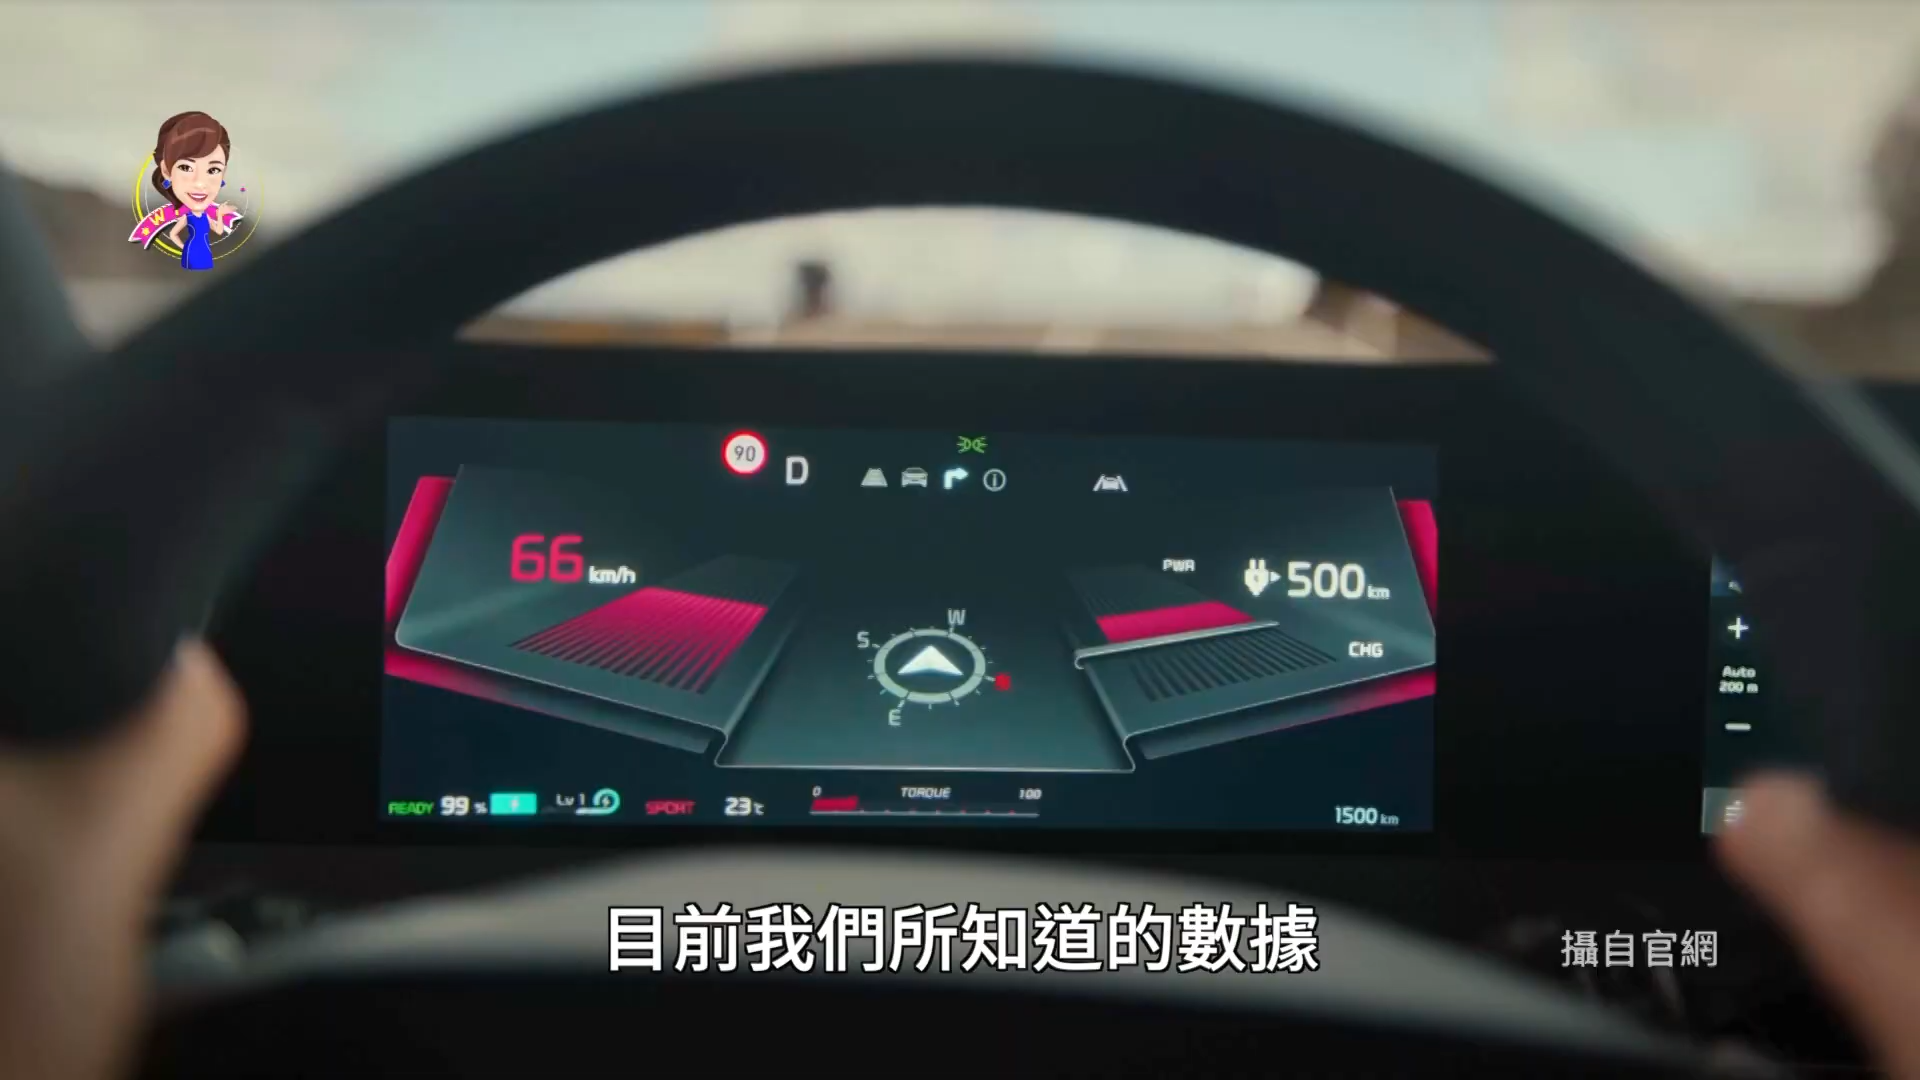 W
90
D
66 km/h
PWR
500 km
CHG
W
S
E
+
Auto
200 m
READY 99 %
Lv 1
SPORT
23℃
0 TORQUE 100
1500 km
目前我們所知道的數據
攝自官網